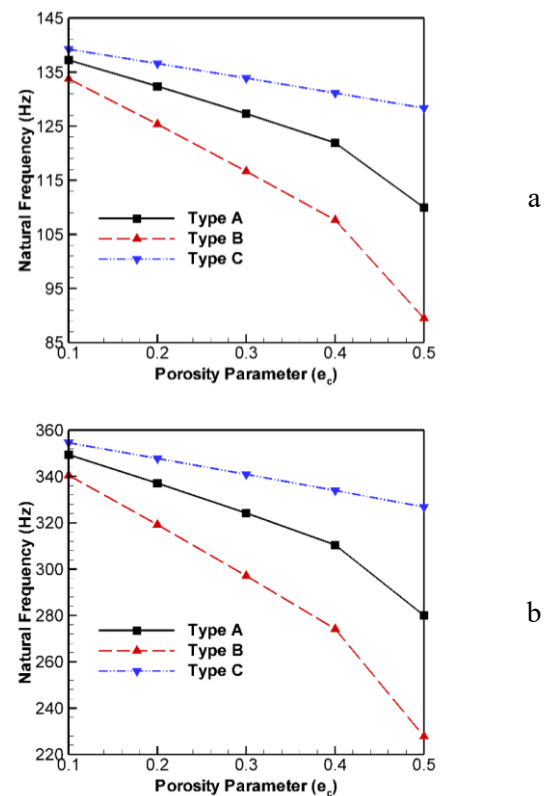 145
135
125
115
105
95
85
Natural Frequency (Hz)
Type A
Type B
Type C
0.1 0.2 0.3 0.4 0.5
Porosity Parameter (e_c)
a
360
340
320
300
280
260
240
220
Natural Frequency (Hz)
Type A
Type B
Type C
0.1 0.2 0.3 0.4 0.5
Porosity Parameter (e_c)
b